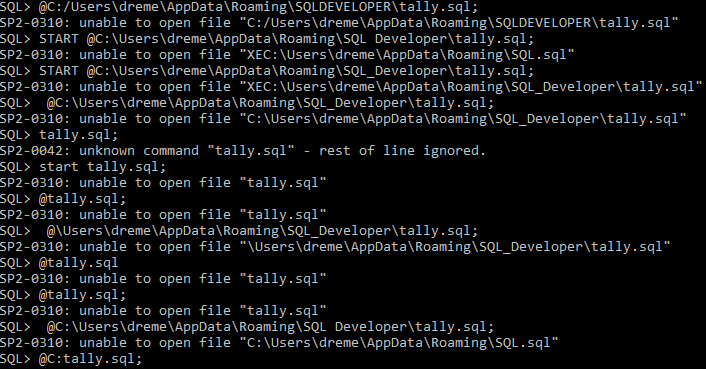 SQL> @C:/Users\dreme\AppData\Roaming\SQLDEVELOPER\tally.sql;
SP2-0310: unable to open file "C:/Users\dreme\AppData\Roaming\SQLDEVELOPER\tally.sql"
SQL> START @C:\Users\dreme\AppData\Roaming\SQL Developer\tally.sql;
SP2-0310: unable to open file "XEC:\Users\dreme\AppData\Roaming\SQL.sql"
SQL> START @C:\Users\dreme\AppData\Roaming\SQL_Developer\tally.sql;
SP2-0310: unable to open file "XEC:\Users\dreme\AppData\Roaming\SQL_Developer\tally.sql"
SQL>  @C:\Users\dreme\AppData\Roaming\SQL_Developer\tally.sql;
SP2-0310: unable to open file "C:\Users\dreme\AppData\Roaming\SQL_Developer\tally.sql"
SQL> tally.sql;
SP2-0042: unknown command "tally.sql" - rest of line ignored.
SQL> start tally.sql;
SP2-0310: unable to open file "tally.sql"
SQL> @tally.sql;
SP2-0310: unable to open file "tally.sql"
SQL>  @\Users\dreme\AppData\Roaming\SQL_Developer\tally.sql;
SP2-0310: unable to open file "\Users\dreme\AppData\Roaming\SQL_Developer\tally.sql"
SQL> @tally.sql
SP2-0310: unable to open file "tally.sql"
SQL> @tally.sql;
SP2-0310: unable to open file "tally.sql"
SQL>  @C:\Users\dreme\AppData\Roaming\SQL Developer\tally.sql;
SP2-0310: unable to open file "C:\Users\dreme\AppData\Roaming\SQL.sql"
SQL> @C:tally.sql;